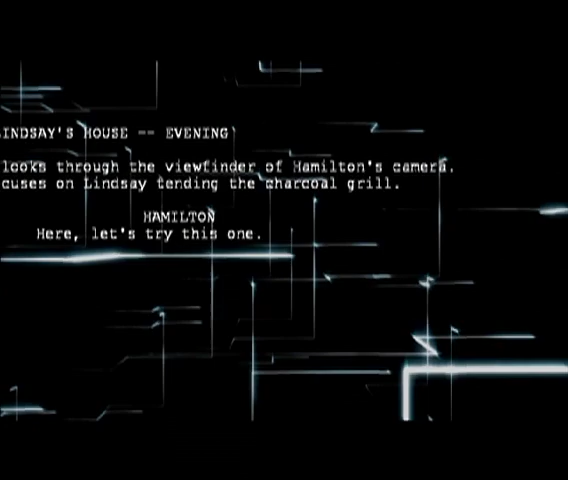 LINDSAY'S HOUSE -- EVENING
looks through the viewfinder of Hamilton's camera.
cuses on Lindsay tending the charcoal grill.
HAMILTON
Here, let's try this one.